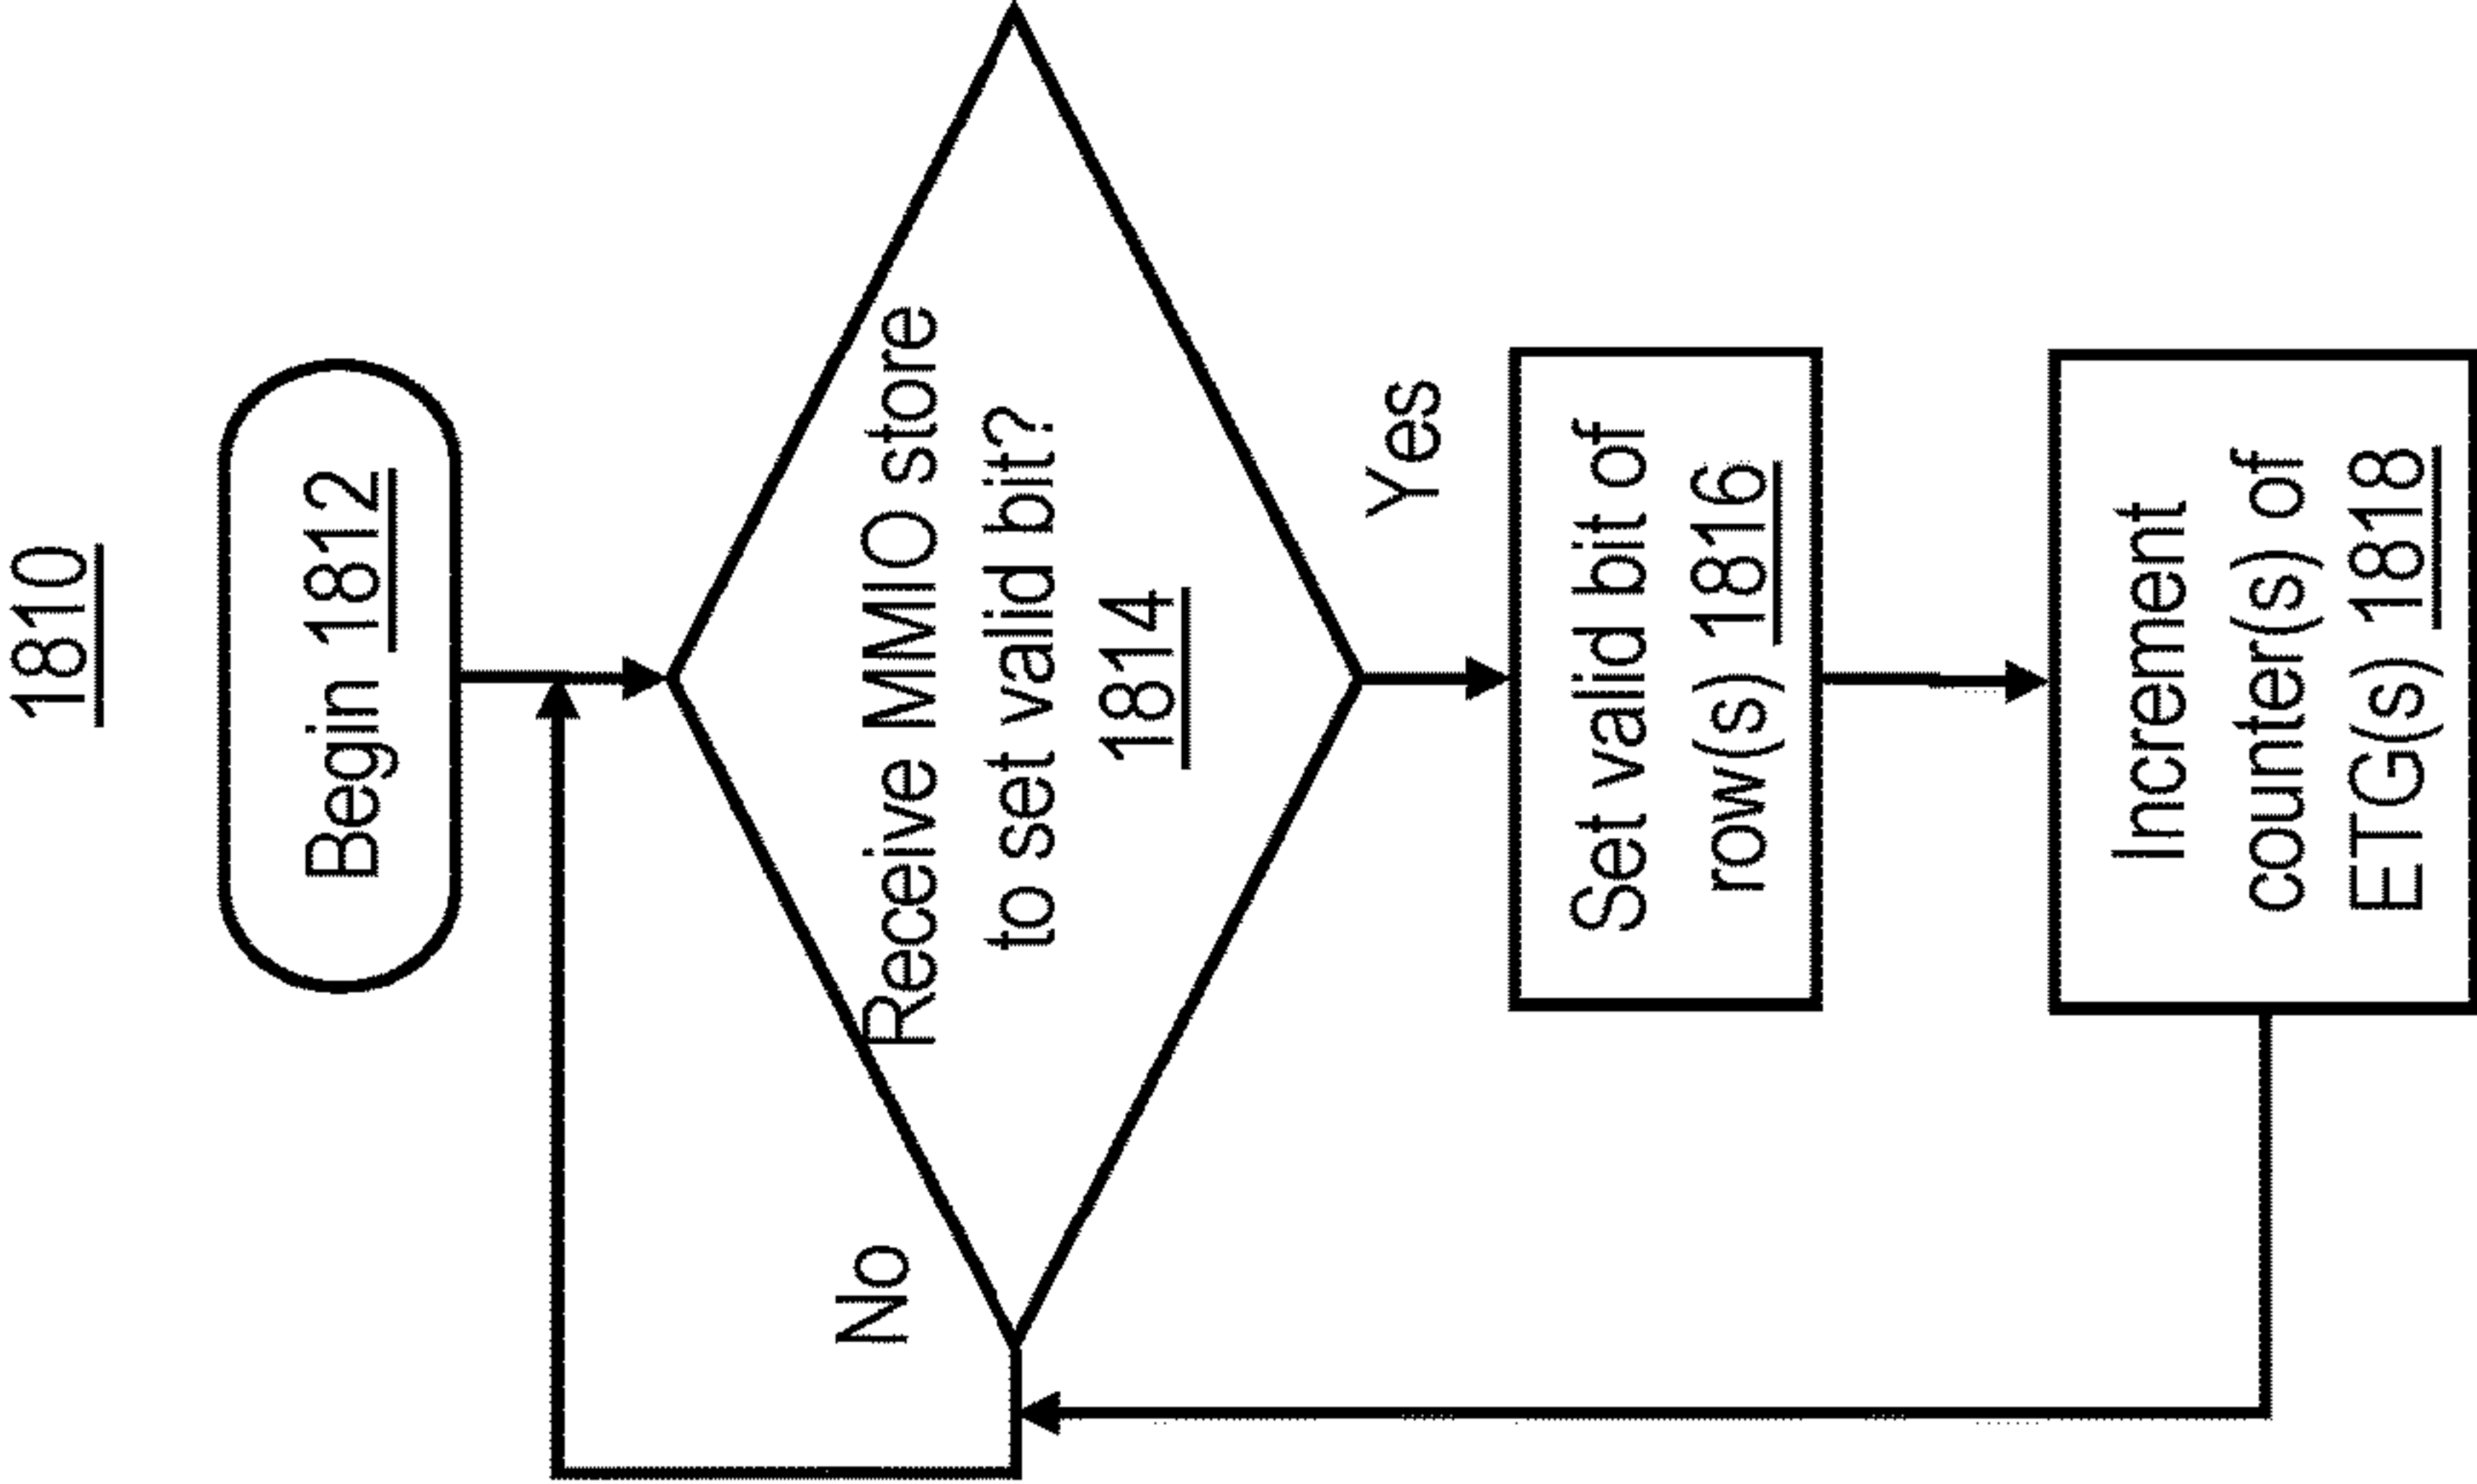 1810
Begin 1812
Receive MMIO store
to set valid bit?
1814
No
Yes
Set valid bit of
row(s) 1816
Increment
counter(s) of
ETG(s) 1818